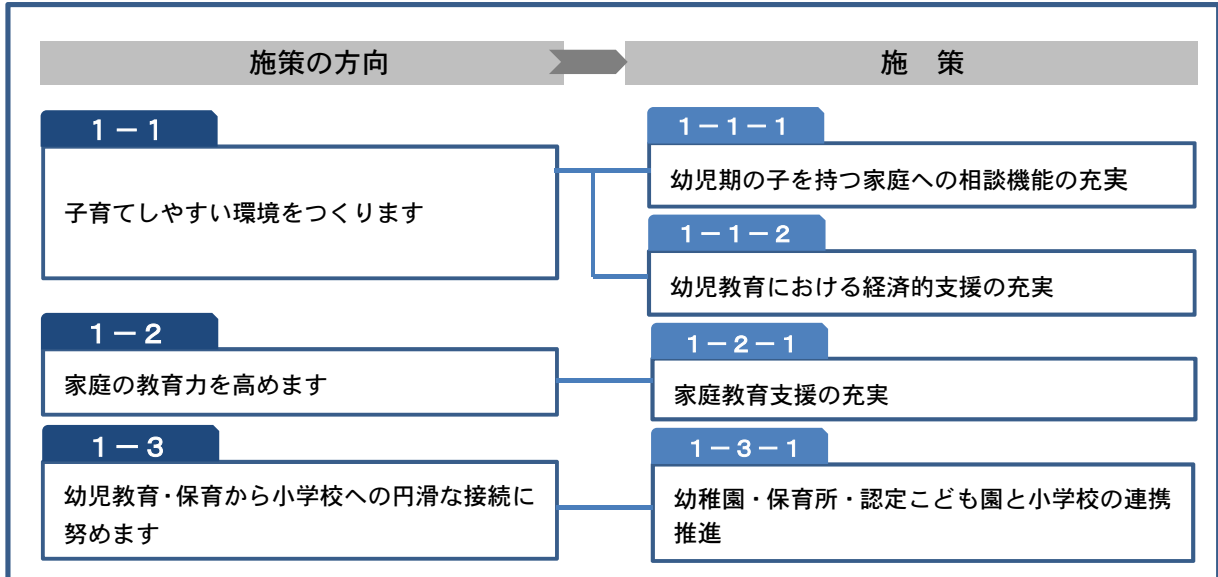 施策の方向
施　策
１－１
子育てしやすい環境をつくります
１－１－１
幼児期の子を持つ家庭への相談機能の充実
１－１－２
幼児教育における経済的支援の充実
１－２
家庭の教育力を高めます
１－２－１
家庭教育支援の充実
１－３
幼児教育・保育から小学校への円滑な接続に
努めます
１－３－１
幼稚園・保育所・認定こども園と小学校の連携
推進